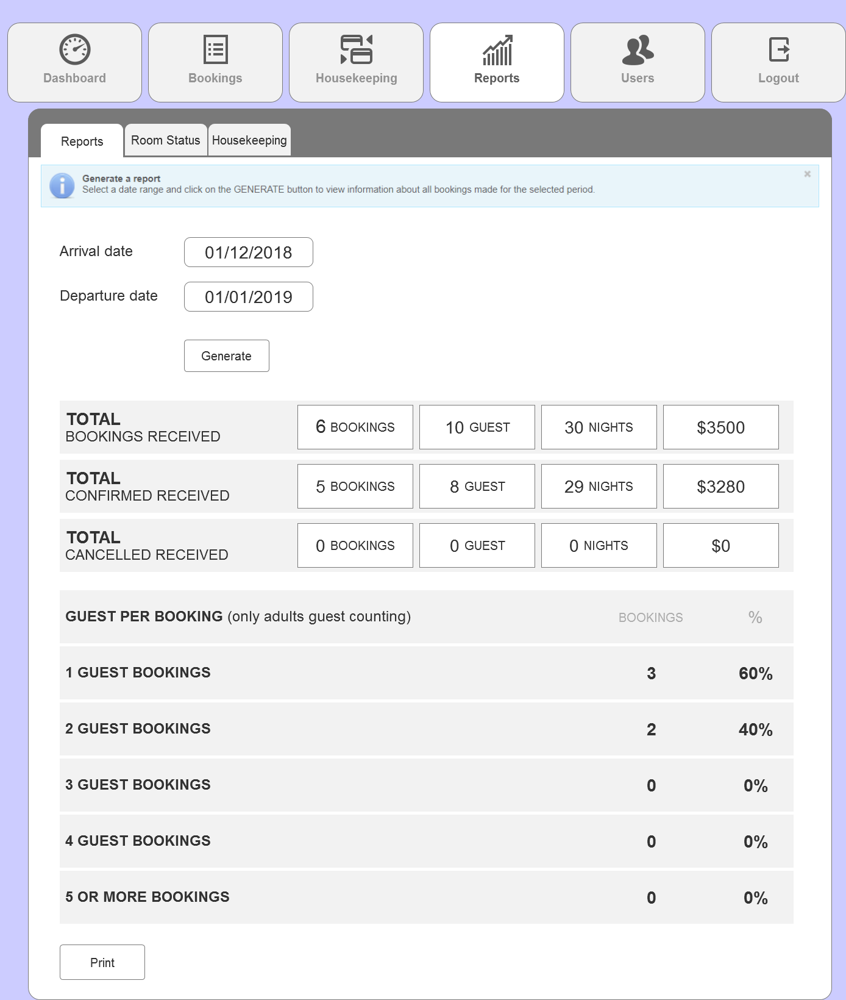 Dashboard
Bookings
Housekeeping
Reports
Users
Logout
Reports
Room Status
Housekeeping
Generate a report
Select a date range and click on the GENERATE button to view information about all bookings made for the selected period.
Arrival date
01/12/2018
Departure date
01/01/2019
Generate
TOTAL
BOOKINGS RECEIVED
6 BOOKINGS
10 GUEST
30 NIGHTS
$3500
TOTAL
CONFIRMED RECEIVED
5 BOOKINGS
8 GUEST
29 NIGHTS
$3280
TOTAL
CANCELLED RECEIVED
0 BOOKINGS
0 GUEST
0 NIGHTS
$0
GUEST PER BOOKING (only adults guest counting)
BOOKINGS
%
1 GUEST BOOKINGS
3
60%
2 GUEST BOOKINGS
2
40%
3 GUEST BOOKINGS
0
0%
4 GUEST BOOKINGS
0
0%
5 OR MORE BOOKINGS
0
0%
Print